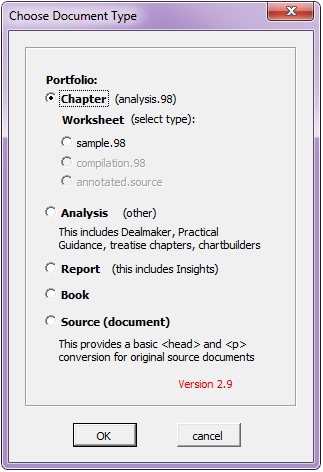 Choose Document Type
Portfolio:
Chapter (analysis.98)
Worksheet (select type):
sample.98
compilation.98
annotated.source
Analysis (other)
This includes Dealmaker, Practical
Guidance, treatise chapters, chartbuilders
Report (this includes Insights)
Book
Source (document)
This provides a basic <head> and <p>
conversion for original source documents
Version 2.9
OK cancel